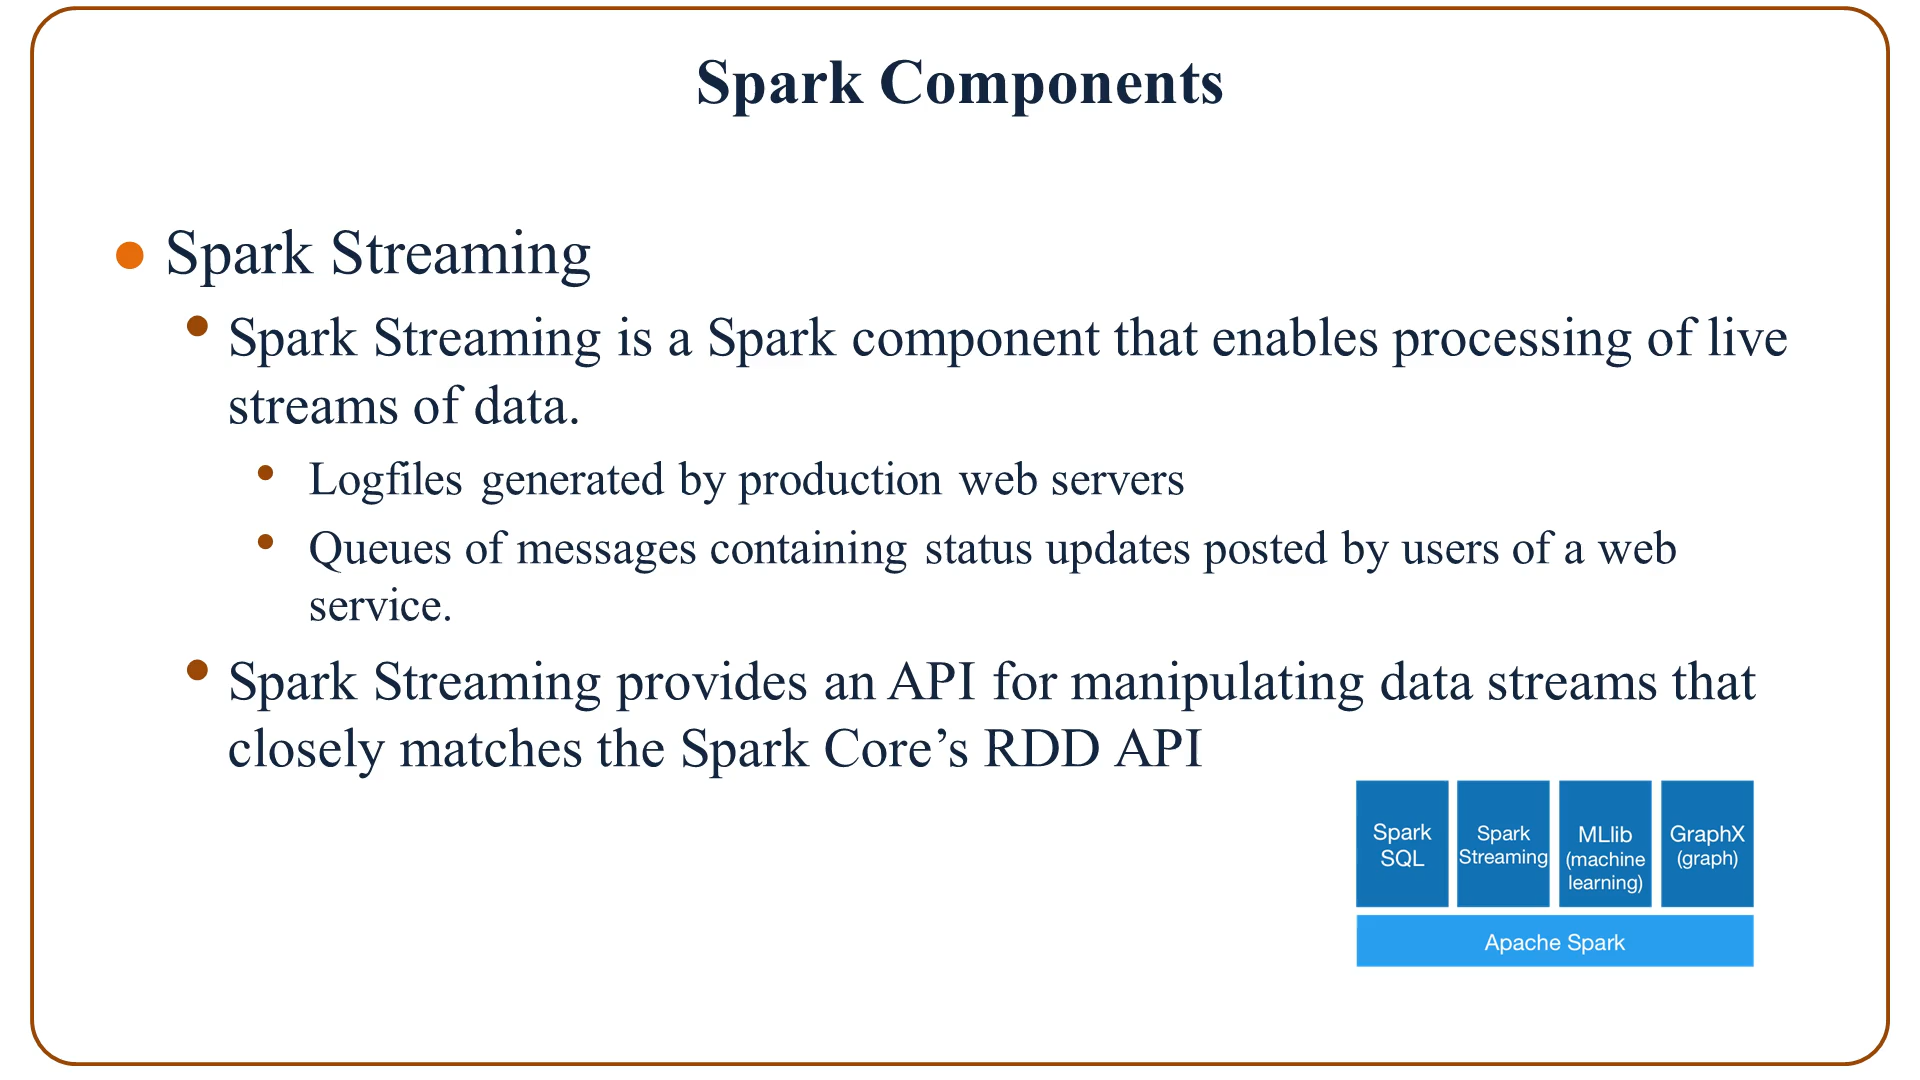 Spark Components
Spark Streaming
Spark Streaming is a Spark component that enables processing of live
streams of data.
Logfiles generated by production web servers
Queues of messages containing status updates posted by users of a web
service.
Spark Streaming provides an API for manipulating data streams that
closely matches the Spark Core’s RDD API
Spark
SQL
Spark
Streaming
MLlib
(machine
learning)
GraphX
(graph)
Apache Spark